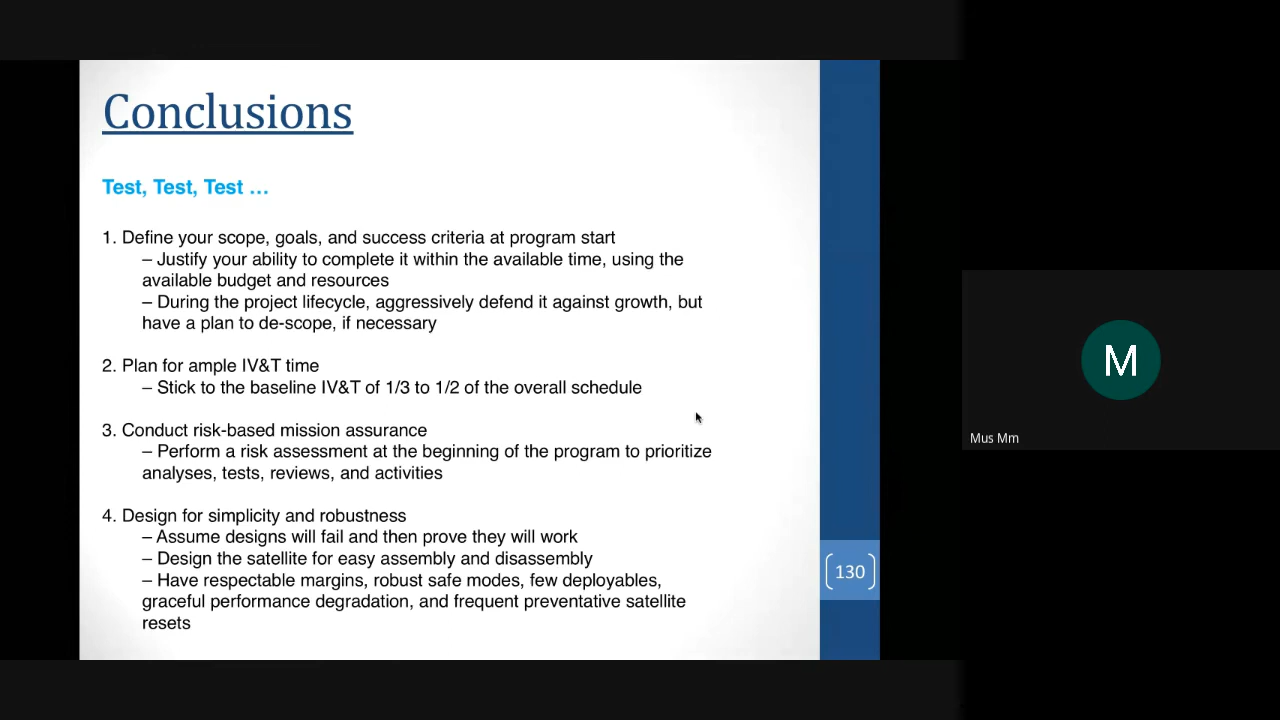 Conclusions
Test, Test, Test …
1. Define your scope, goals, and success criteria at program start
– Justify your ability to complete it within the available time, using the
available budget and resources
– During the project lifecycle, aggressively defend it against growth, but
have a plan to de-scope, if necessary
2. Plan for ample IV&T time
– Stick to the baseline IV&T of 1/3 to 1/2 of the overall schedule
3. Conduct risk-based mission assurance
– Perform a risk assessment at the beginning of the program to prioritize
analyses, tests, reviews, and activities
4. Design for simplicity and robustness
– Assume designs will fail and then prove they will work
– Design the satellite for easy assembly and disassembly
– Have respectable margins, robust safe modes, few deployables,
graceful performance degradation, and frequent preventative satellite
resets
130
M
Mus Mm